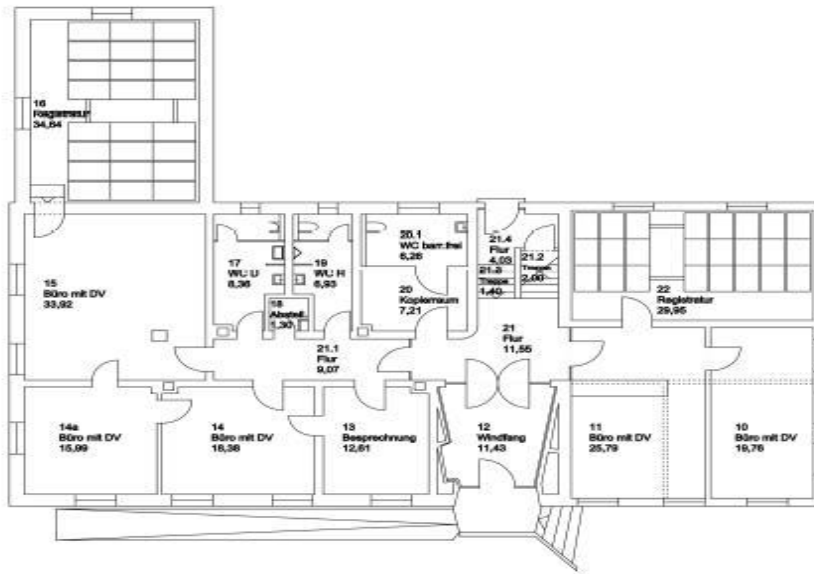 16
Registratur
34,64
15
Büro mit DV
33,92
17
WC D
8,36
18
Abstell.
1,30
19
WC H
6,93
20.1
WC barr.frei
6,26
20
Kopierraum
7,21
21.4
Flur
4,03
21.3
Treppe
1,40
21.2
Treppe
2,00
22
Registratur
29,95
21.1
Flur
9,07
21
Flur
11,55
14a
Büro mit DV
15,99
14
Büro mit DV
18,36
13
Besprechnung
12,61
12
Windfang
11,43
11
Büro mit DV
25,79
10
Büro mit DV
19,76